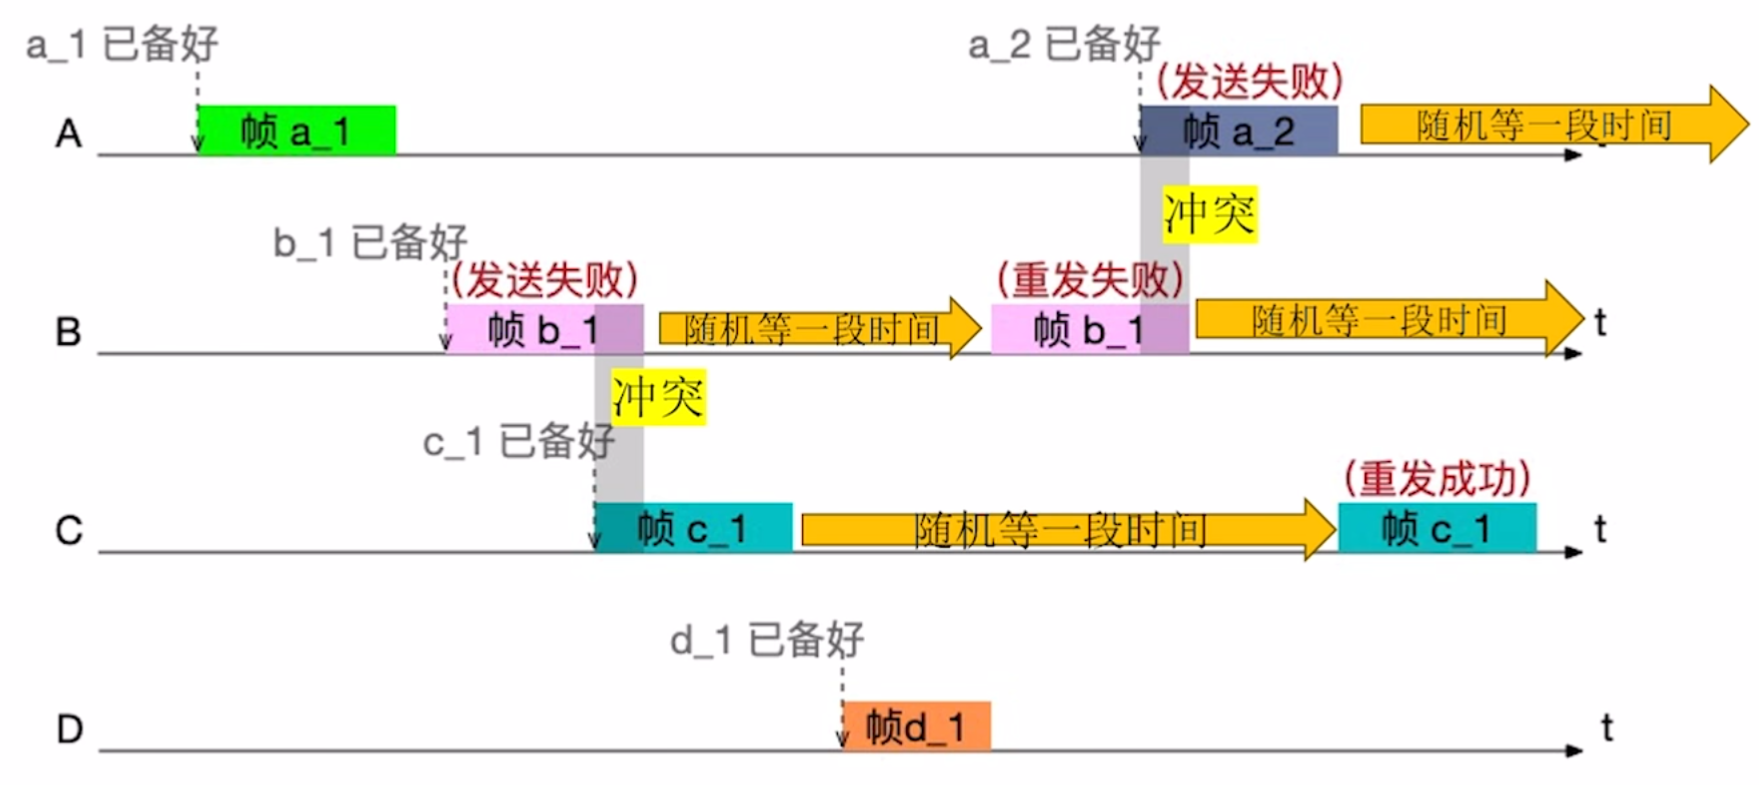 a_1 已备好
a_2 已备好
(发送失败)
A
帧 a_1
帧 a_2
随机等一段时间
冲突
b_1 已备好
(发送失败)
(重发失败)
B
帧 b_1
随机等一段时间
帧 b_1
随机等一段时间
t
冲突
c_1 已备好
(重发成功)
C
帧 c_1
随机等一段时间
帧 c_1
t
d_1 已备好
D
帧d_1
t